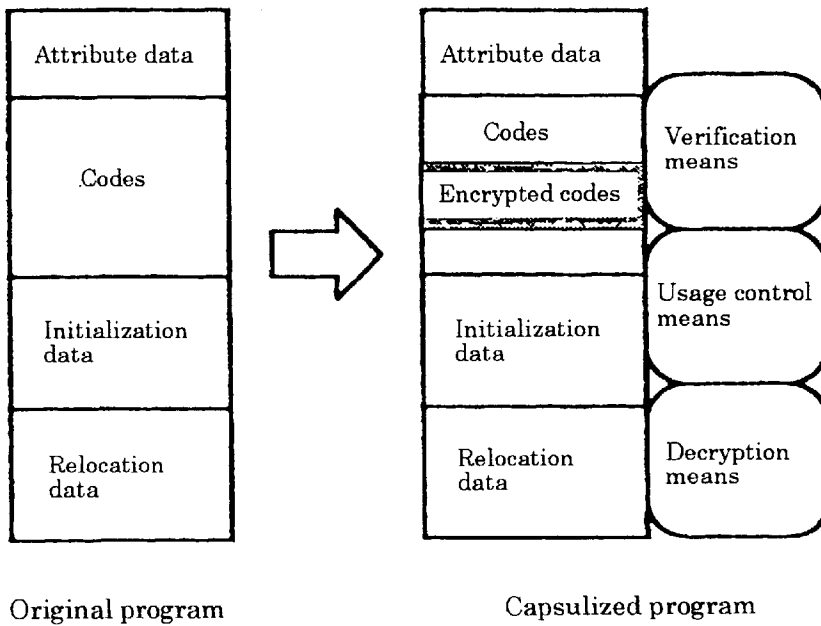 Attribute data
Codes
Initialization
data
Relocation
data
Original program
Attribute data
Codes
Encrypted codes
Initialization
data
Relocation
data
Verification
means
Usage control
means
Decryption
means
Capsulized program